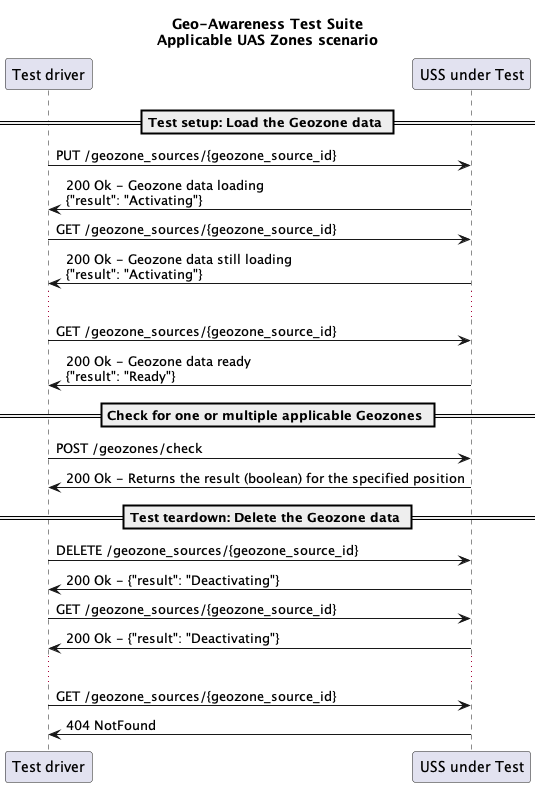 Geo-Awareness Test Suite
Applicable UAS Zones scenario
Test driver
USS under Test
Test setup: Load the Geozone data
PUT /geozone_sources/{geozone_source_id}
200 Ok - Geozone data loading
{"result": "Activating"}
GET /geozone_sources/{geozone_source_id}
200 Ok - Geozone data still loading
{"result": "Activating"}
GET /geozone_sources/{geozone_source_id}
200 Ok - Geozone data ready
{"result": "Ready"}
Check for one or multiple applicable Geozones
POST /geozones/check
200 Ok - Returns the result (boolean) for the specified position
Test teardown: Delete the Geozone data
DELETE /geozone_sources/{geozone_source_id}
200 Ok - {"result": "Deactivating"}
GET /geozone_sources/{geozone_source_id}
200 Ok - {"result": "Deactivating"}
GET /geozone_sources/{geozone_source_id}
404 NotFound
Test driver
USS under Test